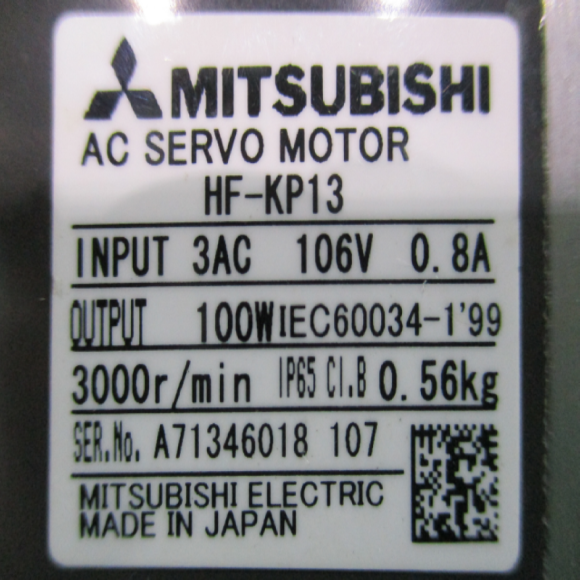 MITSUBISHI
AC SERVO MOTOR
HF-KP13
INPUT 3AC 106V 0.8A
OUTPUT 100W IEC60034-1'99
3000r/min IP65 CI.B 0.56kg
SER.No. A71346018 107
MITSUBISHI ELECTRIC
MADE IN JAPAN